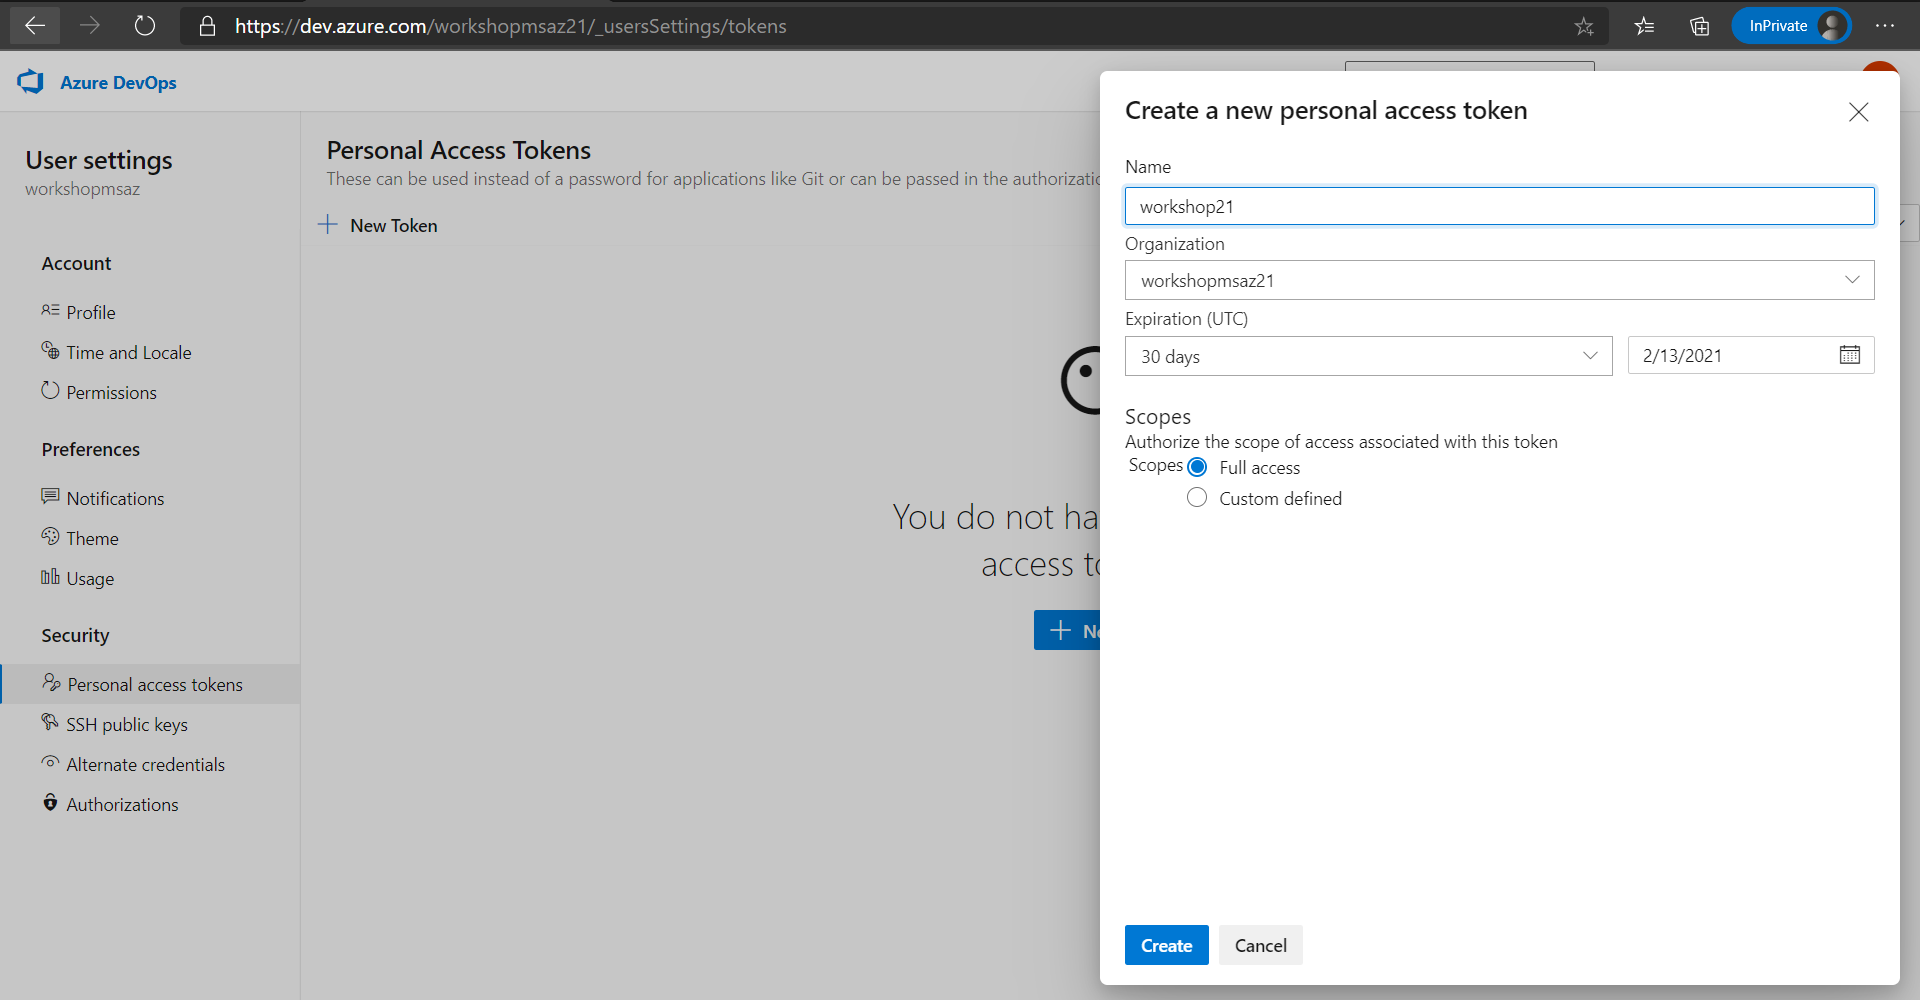 https://dev.azure.com/workshopmsaz21/_usersSettings/tokens
InPrivate
Azure DevOps
User settings
workshopmsaz
Account
Profile
Time and Locale
Permissions
Preferences
Notifications
Theme
Usage
Security
Personal access tokens
SSH public keys
Alternate credentials
Authorizations
Personal Access Tokens
These can be used instead of a password for applications like Git or can be passed in the
New Token
You do not
access
Create a new personal access token
Name
workshop21
Organization
workshopmsaz21
Expiration (UTC)
30 days
2/13/2021
Scopes
Authorize the scope of access associated with this token
Scopes
Full access
Custom defined
Create
Cancel